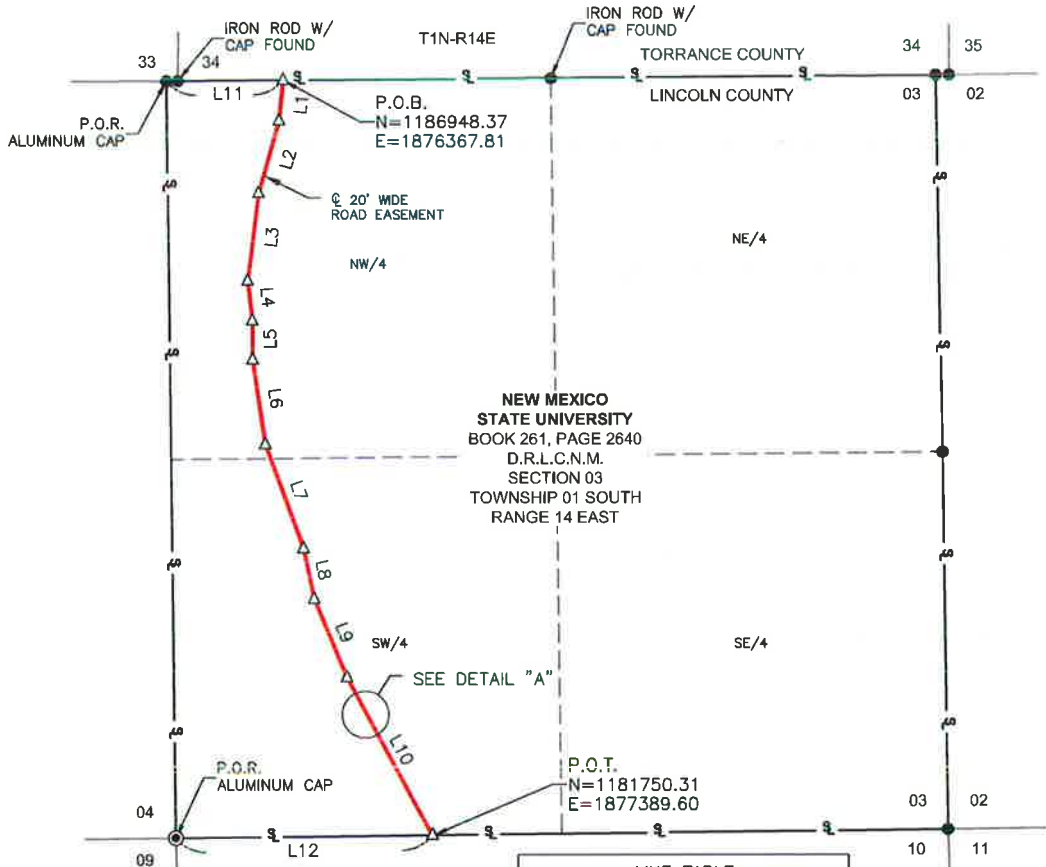 IRON ROD W/
CAP FOUND
IRON ROD W/
CAP FOUND
T1N-R14E
TORRANCE COUNTY
LINCOLN COUNTY
33
34
34
35
03
02
L11
P.O.R.
ALUMINUM CAP
P.O.B.
N=1186948.37
E=1876367.81
L1
L2
℄ 20' WIDE
ROAD EASEMENT
L3
NW/4
NE/4
L4
L5
L6
NEW MEXICO
STATE UNIVERSITY
BOOK 261, PAGE 2640
D.R.L.C.N.M.
SECTION 03
TOWNSHIP 01 SOUTH
RANGE 14 EAST
L7
L8
L9
SW/4
SE/4
SEE DETAIL "A"
L10
P.O.R.
ALUMINUM CAP
P.O.T.
N=1181750.31
E=1877389.60
04
09
L12
03
02
10
11